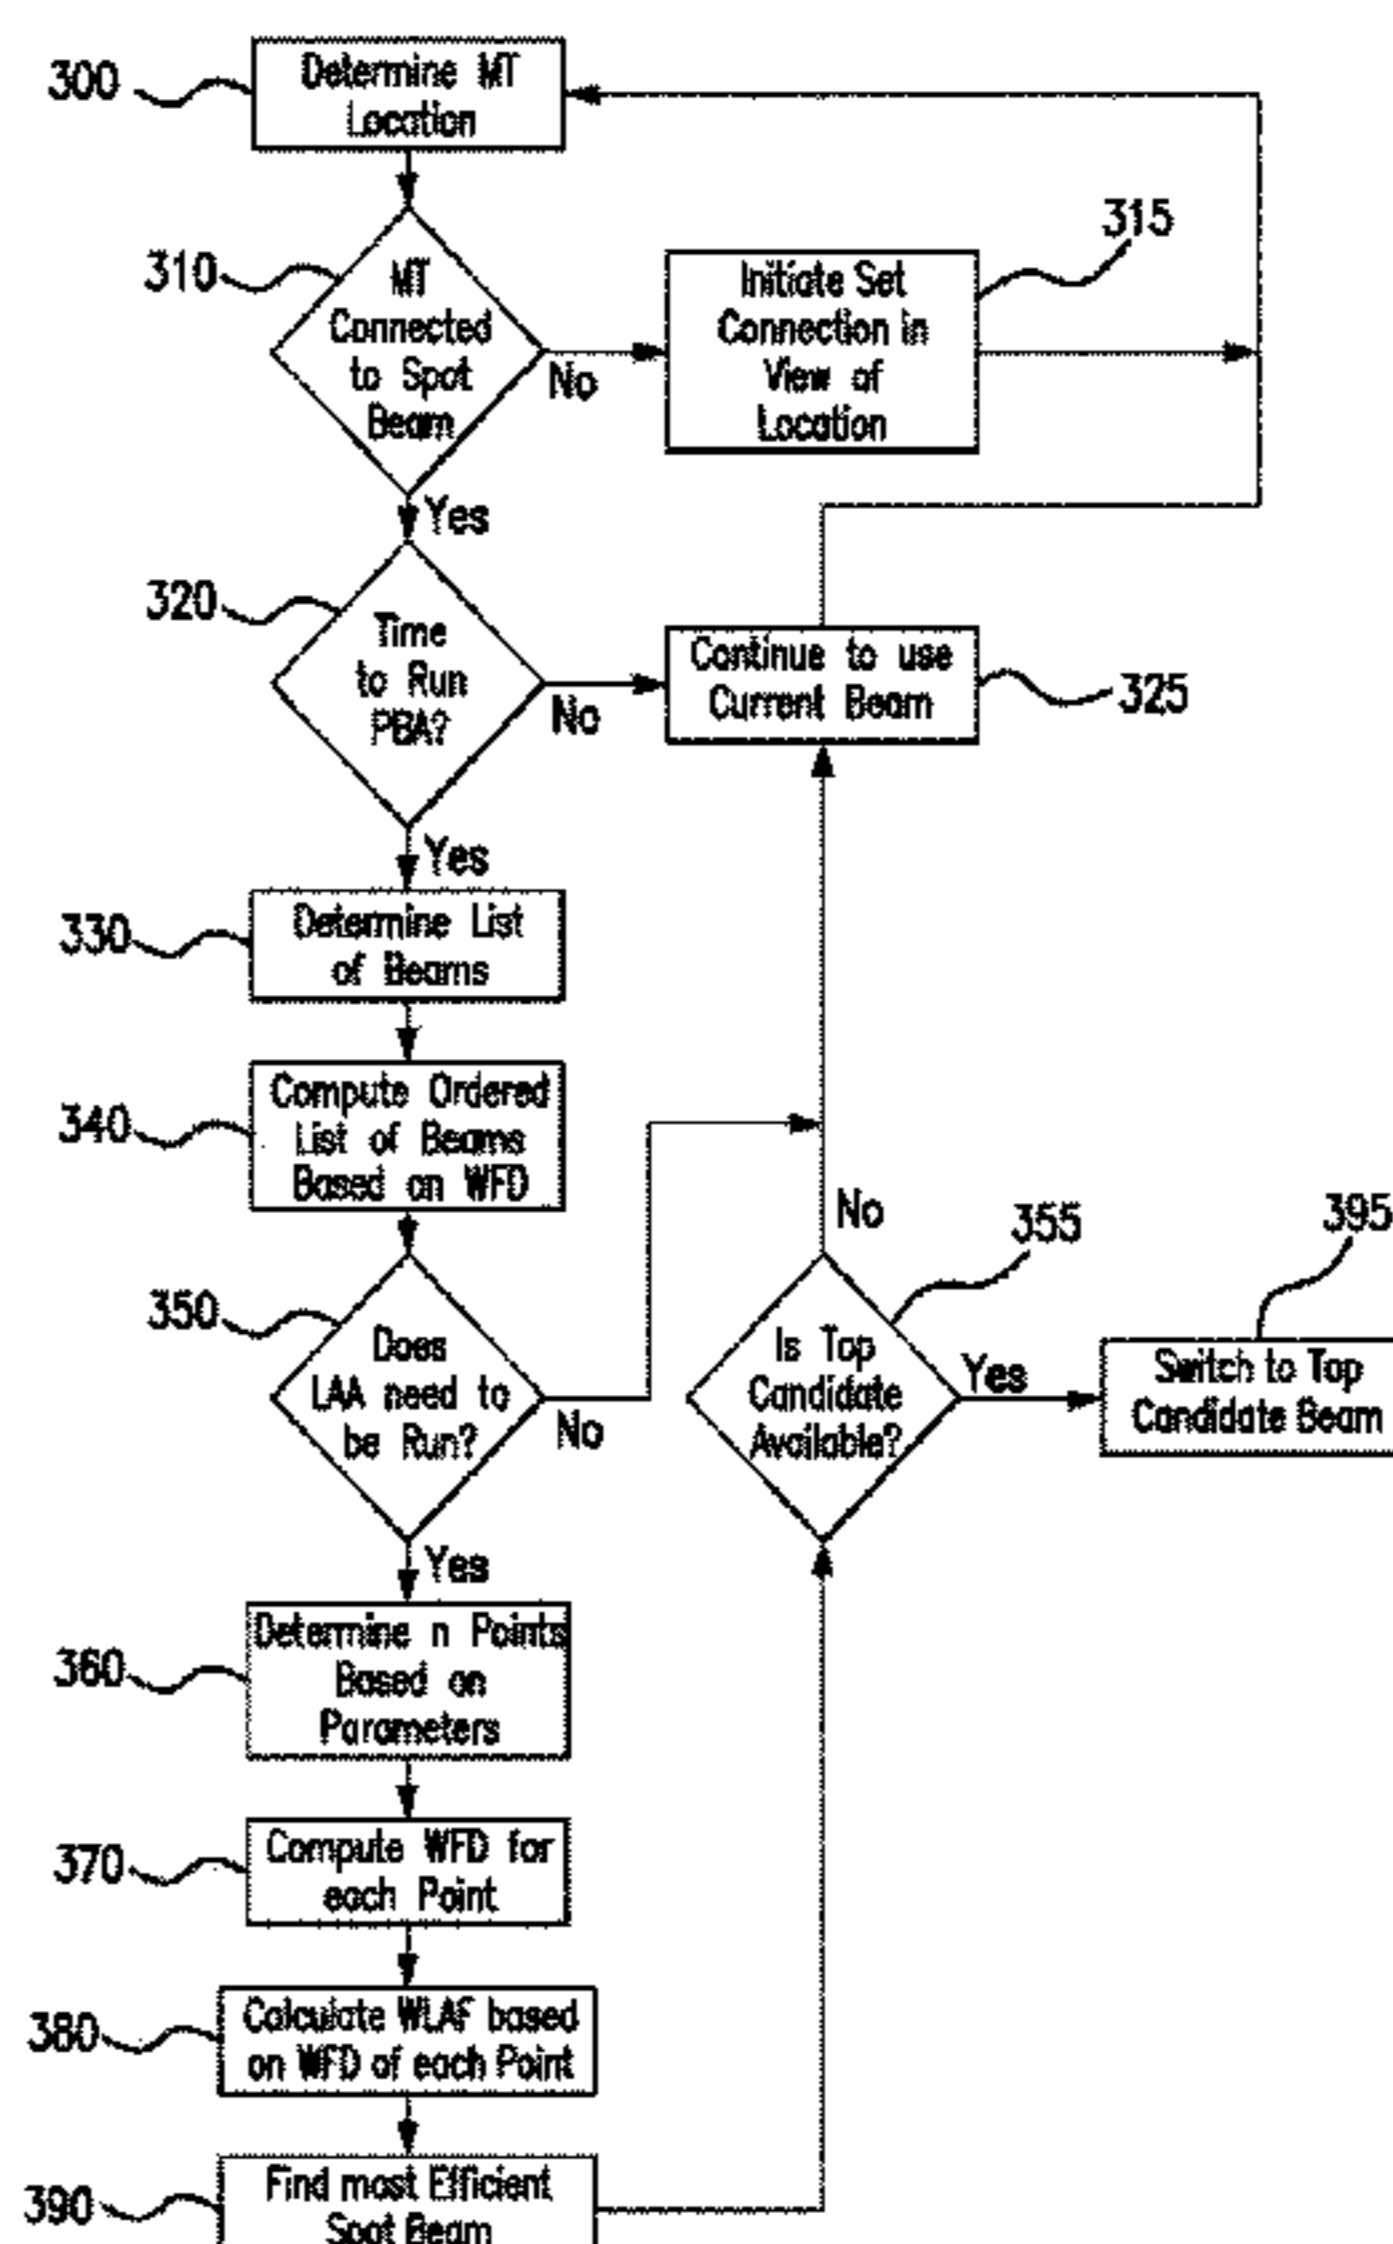 300
Determine MT
Location
310
MT
Connected
to Spot
Beam
No
315
Initiate Set
Connection in
View of
Location
Yes
320
Time
to Run
PBA?
No
Continue to use
Current Beam
325
Yes
330
Determine List
of Beams
340
Compute Ordered
List of Beams
Based on WFD
350
Does
LAA need to
be Run?
No
No
355
Is Top
Candidate
Available?
Yes
395
Switch to Top
Candidate Beam
Yes
360
Determine n Points
Based on
Parameters
370
Compute WFD for
each Point
380
Calculate WLAF based
on WFD of each Point
390
Find most Efficient
Spot Beam